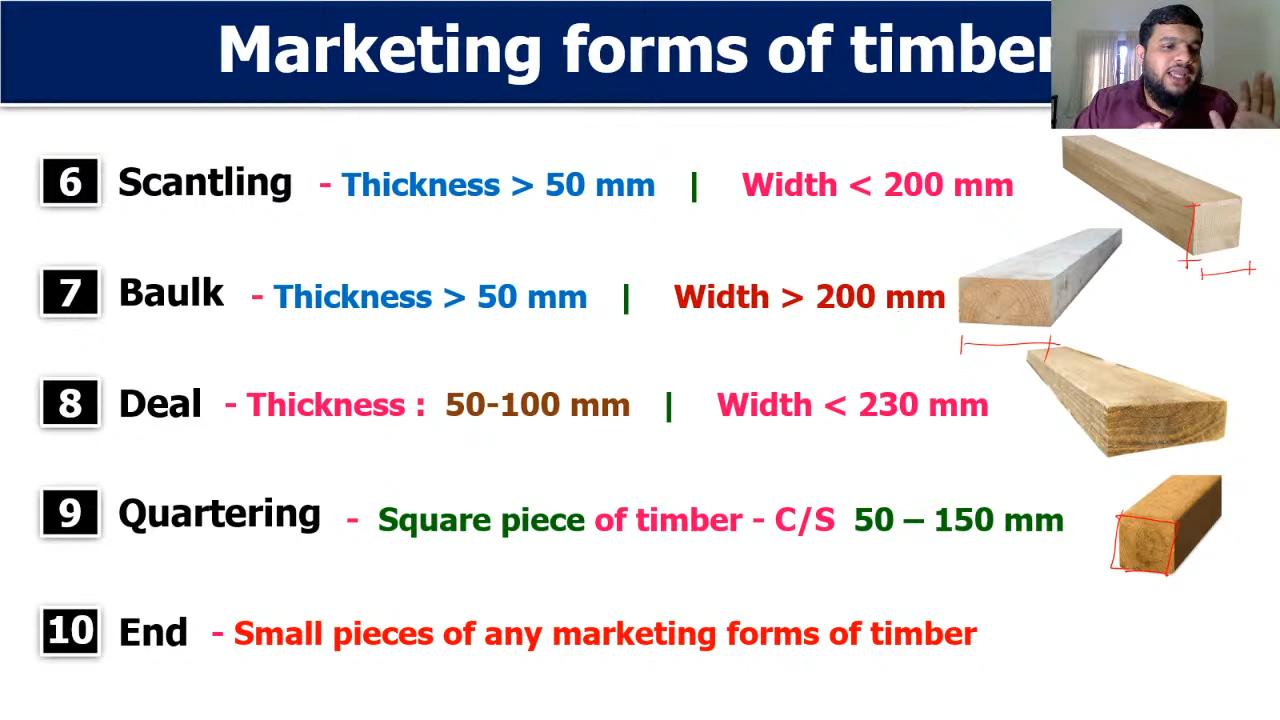 Marketing forms of timber
6 Scantling - Thickness > 50 mm | Width < 200 mm
7 Baulk - Thickness > 50 mm | Width > 200 mm
8 Deal - Thickness : 50-100 mm | Width < 230 mm
9 Quartering - Square piece of timber - C/S 50 – 150 mm
10 End - Small pieces of any marketing forms of timber